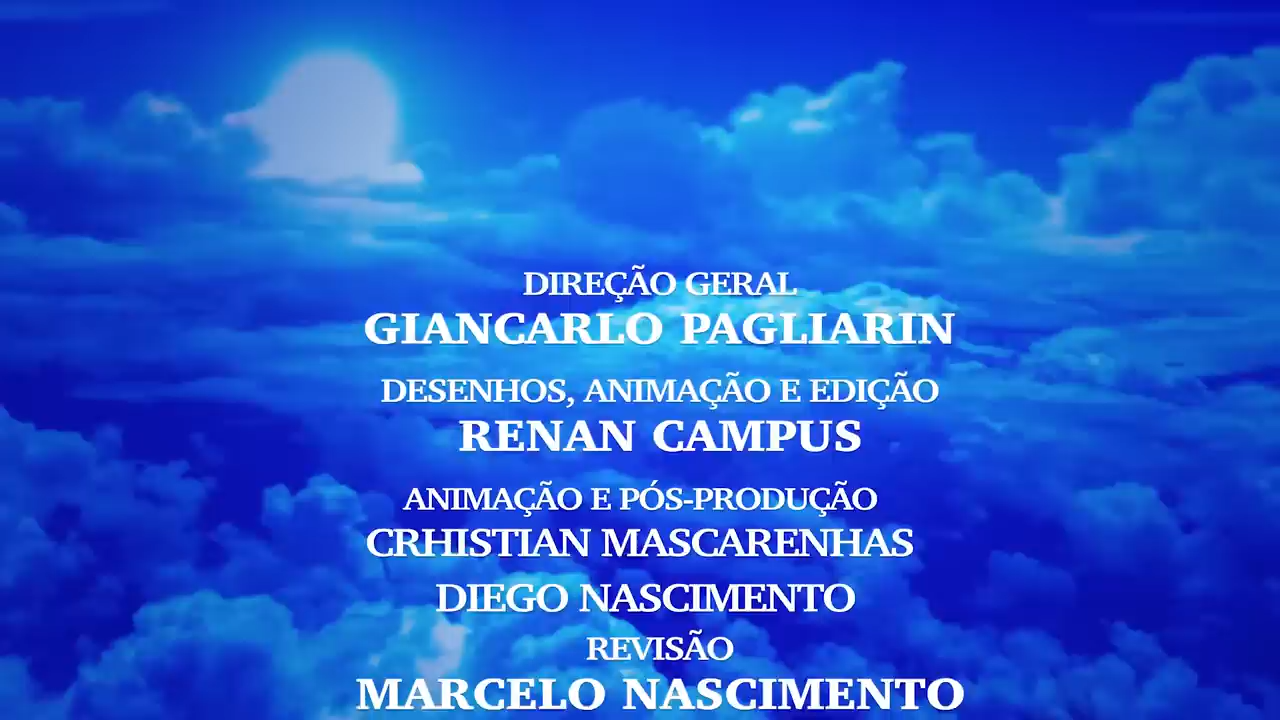 DIREÇÃO GERAL
GIANCARLO PAGLIARIN
DESENHOS, ANIMAÇÃO E EDIÇÃO
RENAN CAMPUS
ANIMAÇÃO E PÓS-PRODUÇÃO
CRHISTIAN MASCARENHAS
DIEGO NASCIMENTO
REVISÃO
MARCELO NASCIMENTO